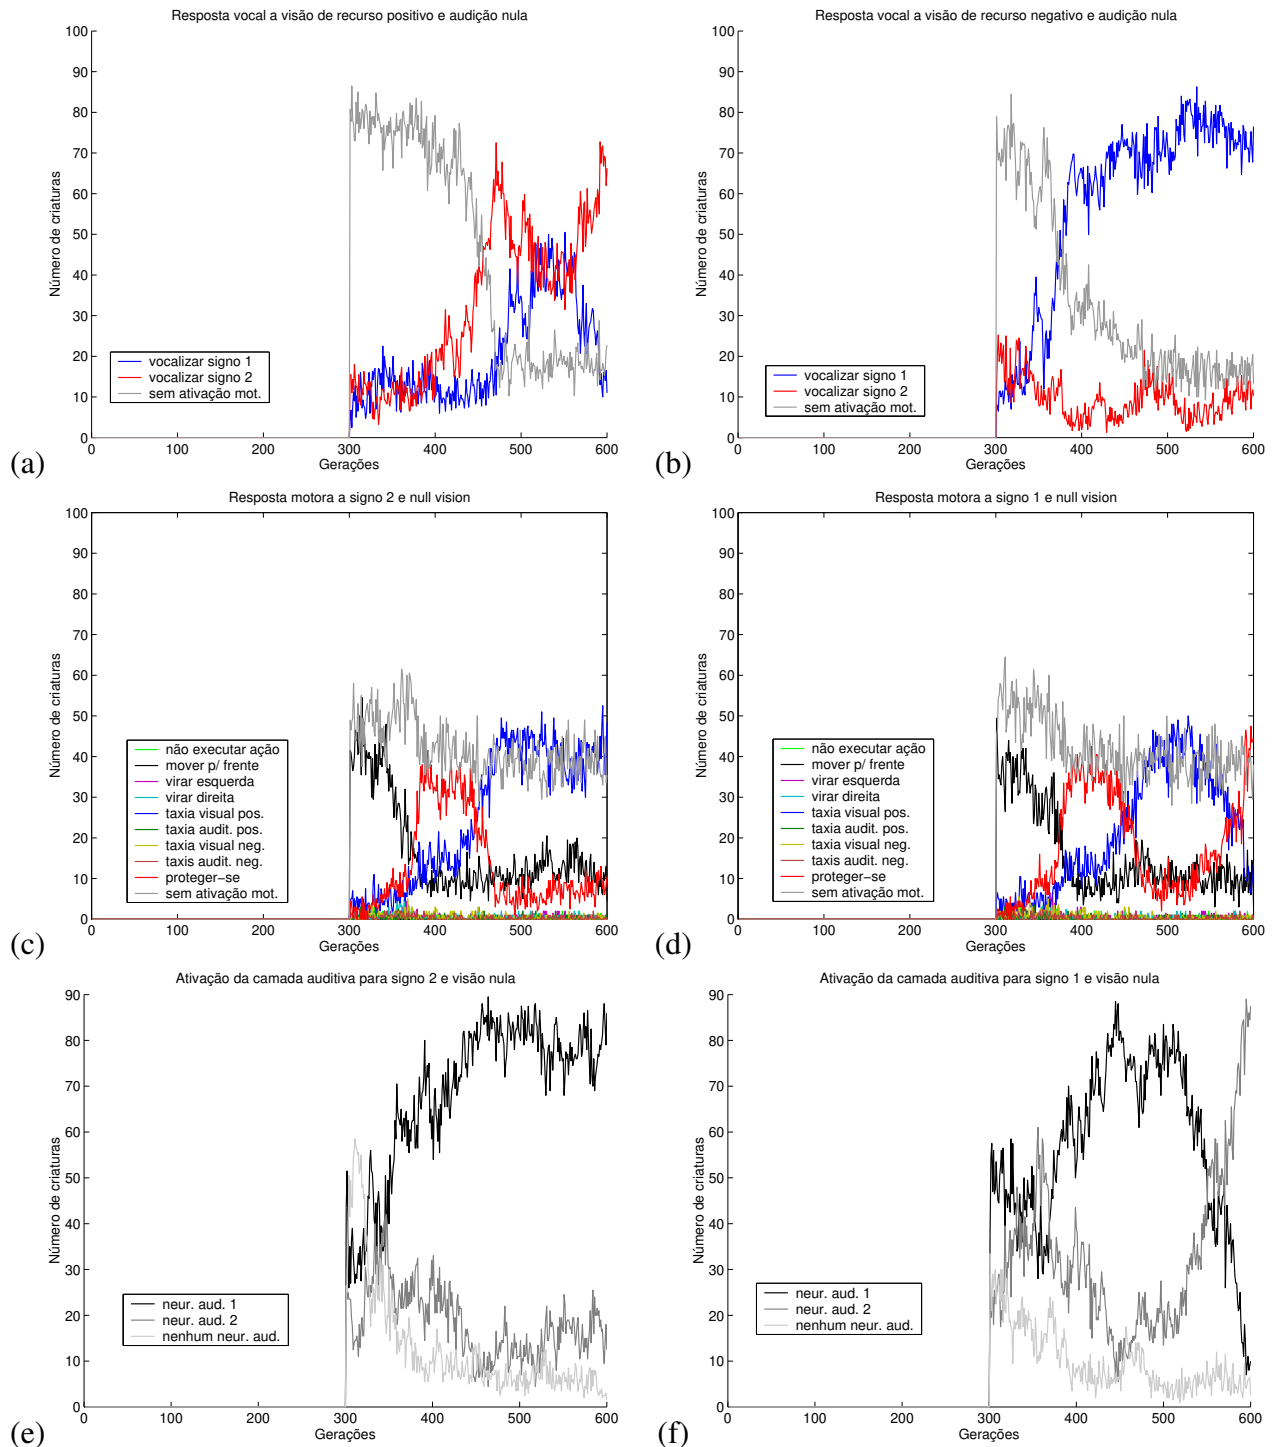 Resposta vocal a visão de recurso positivo e audição nula
100
90
80
70
60
50
40
30
20
10
0
Número de criaturas
vocalizar signo 1
vocalizar signo 2
sem ativação mot.
0 100 200 300 400 500 600
Gerações
(a)
Resposta vocal a visão de recurso negativo e audição nula
100
90
80
70
60
50
40
30
20
10
0
Número de criaturas
vocalizar signo 1
vocalizar signo 2
sem ativação mot.
0 100 200 300 400 500 600
Gerações
(b)
Resposta motora a signo 2 e null vision
100
90
80
70
60
50
40
30
20
10
0
Número de criaturas
não executar ação
mover p/ frente
virar esquerda
virar direita
taxia visual pos.
taxia audit. pos.
taxia visual neg.
taxis audit. neg.
proteger−se
sem ativação mot.
0 100 200 300 400 500 600
Gerações
(c)
Resposta motora a signo 1 e null vision
100
90
80
70
60
50
40
30
20
10
0
Número de criaturas
não executar ação
mover p/ frente
virar esquerda
virar direita
taxia visual pos.
taxia audit. pos.
taxia visual neg.
taxis audit. neg.
proteger−se
sem ativação mot.
0 100 200 300 400 500 600
Gerações
(d)
Ativação da camada auditiva para signo 2 e visão nula
90
80
70
60
50
40
30
20
10
0
Número de criaturas
neur. aud. 1
neur. aud. 2
nenhum neur. aud.
0 100 200 300 400 500 600
Gerações
(e)
Ativação da camada auditiva para signo 1 e visão nula
90
80
70
60
50
40
30
20
10
0
Número de criaturas
neur. aud. 1
neur. aud. 2
nenhum neur. aud.
0 100 200 300 400 500 600
Gerações
(f)